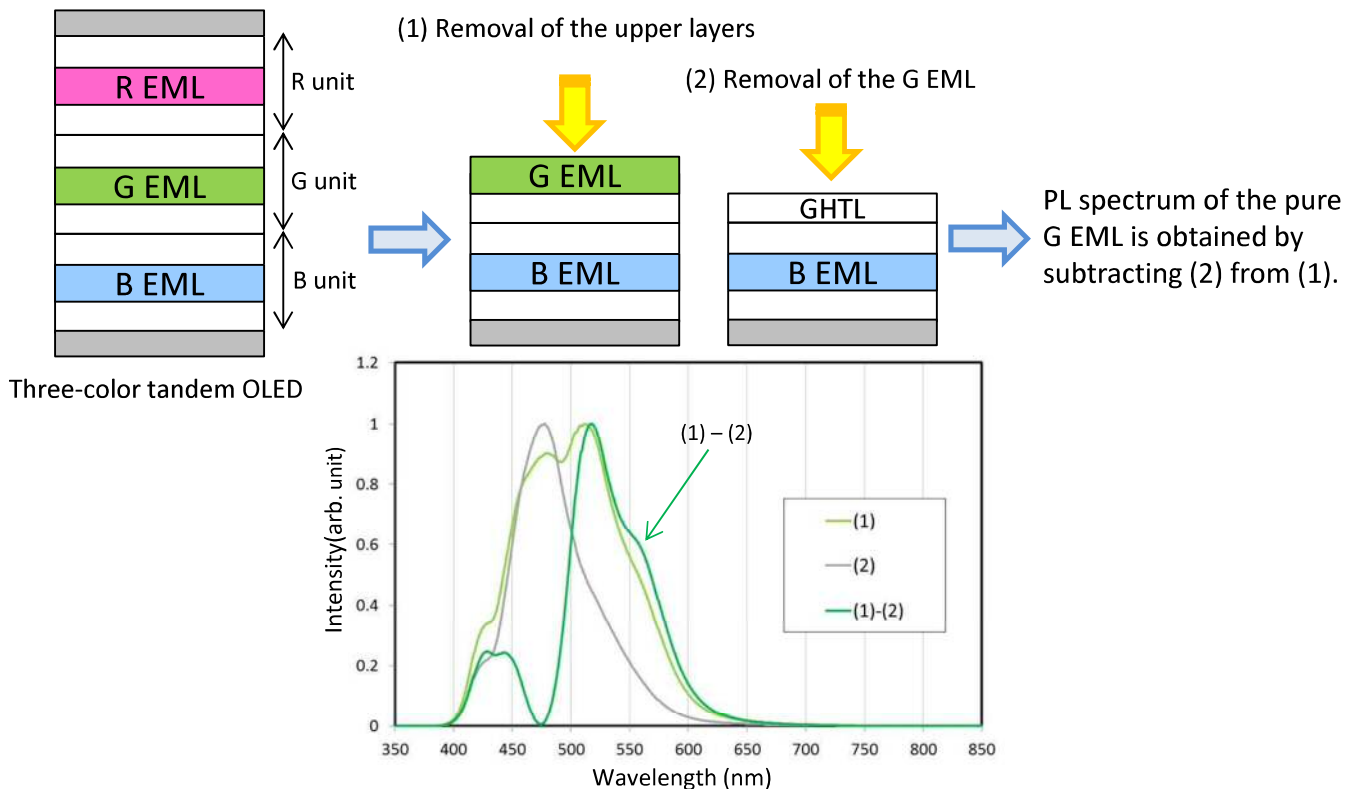 (1) Removal of the upper layers
(2) Removal of the G EML
R EML
R unit
G EML
G unit
B EML
B unit
Three-color tandem OLED
G EML
B EML
GHTL
B EML
PL spectrum of the pure
G EML is obtained by
subtracting (2) from (1).
1.2
1
0.8
0.6
0.4
0.2
0
Intensity(arb. unit)
(1) – (2)
(1)
(2)
(1)-(2)
350 400 450 500 550 600 650 700 750 800 850
Wavelength (nm)